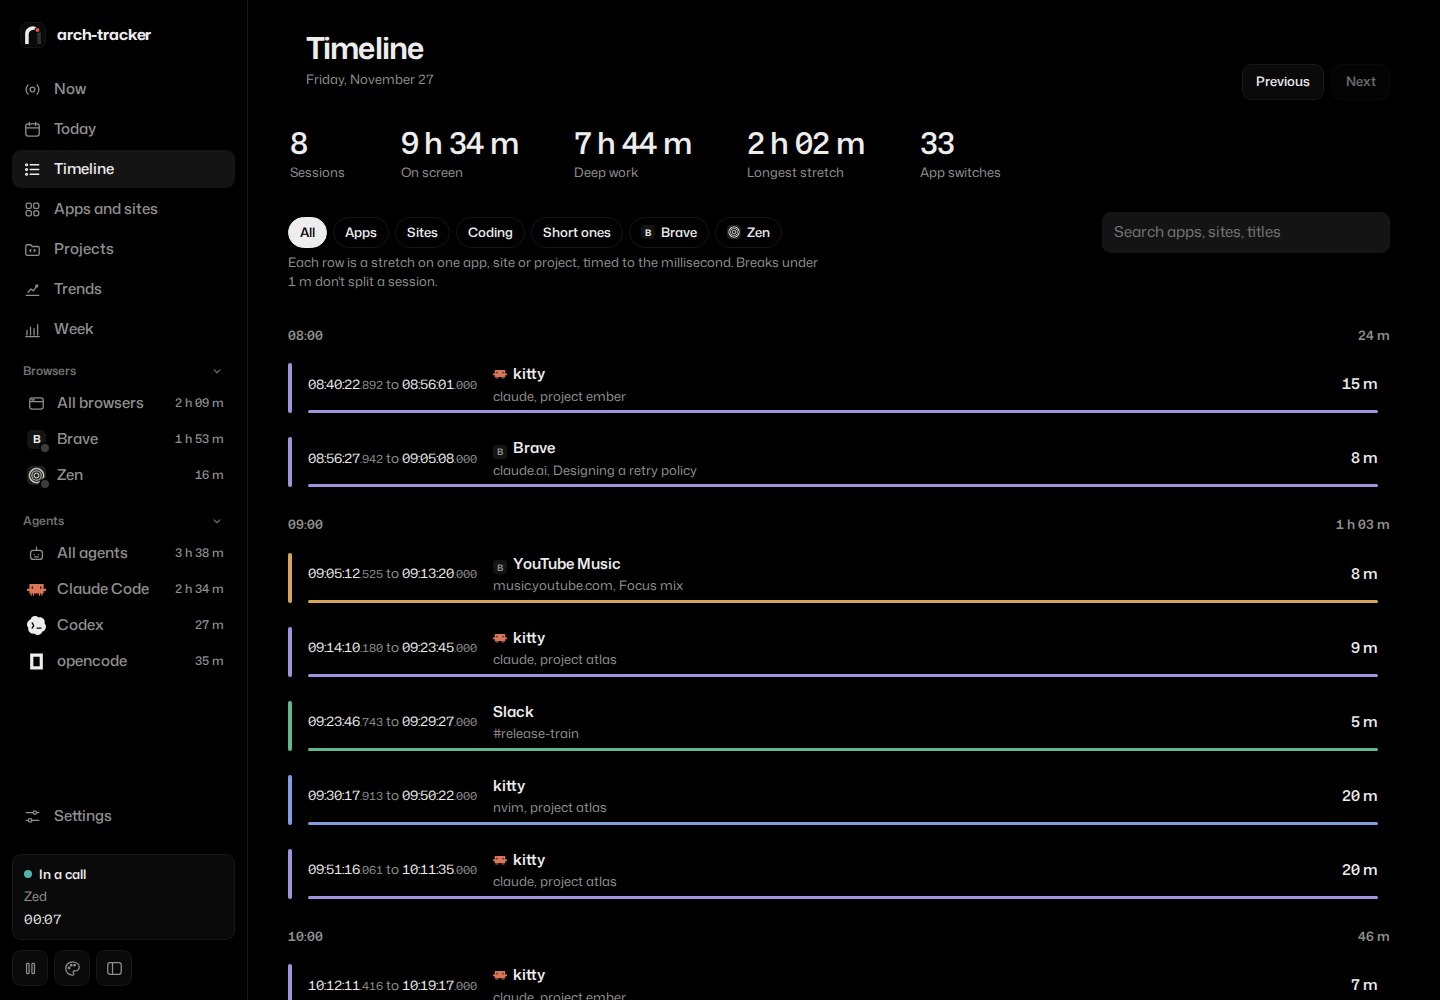 arch-tracker
Now
Today
Timeline
Apps and sites
Projects
Trends
Week
Browsers
All browsers 2 h 09 m
B Brave 1 h 53 m
Zen 16 m
Agents
All agents 3 h 38 m
Claude Code 2 h 34 m
Codex 27 m
opencode 35 m
Settings
In a call
Zed
00:07
Timeline
Friday, November 27
Previous Next
8 9 h 34 m 7 h 44 m 2 h 02 m 33
Sessions On screen Deep work Longest stretch App switches
All Apps Sites Coding Short ones B Brave Zen
Search apps, sites, titles
Each row is a stretch on one app, site or project, timed to the millisecond. Breaks under
1 m don't split a session.
08:00 24 m
kitty
08:40:22.892 to 08:56:01.000 15 m
claude, project ember
B Brave
08:56:27.942 to 09:05:08.000 8 m
claude.ai, Designing a retry policy
09:00 1 h 03 m
B YouTube Music
09:05:12.525 to 09:13:20.000 8 m
music.youtube.com, Focus mix
kitty
09:14:10.180 to 09:23:45.000 9 m
claude, project atlas
Slack
09:23:46.743 to 09:29:27.000 5 m
#release-train
kitty
09:30:17.913 to 09:50:22.000 20 m
nvim, project atlas
kitty
09:51:16.061 to 10:11:35.000 20 m
claude, project atlas
10:00 46 m
kitty
10:12:11.416 to 10:19:17.000 7 m
claude, project ember